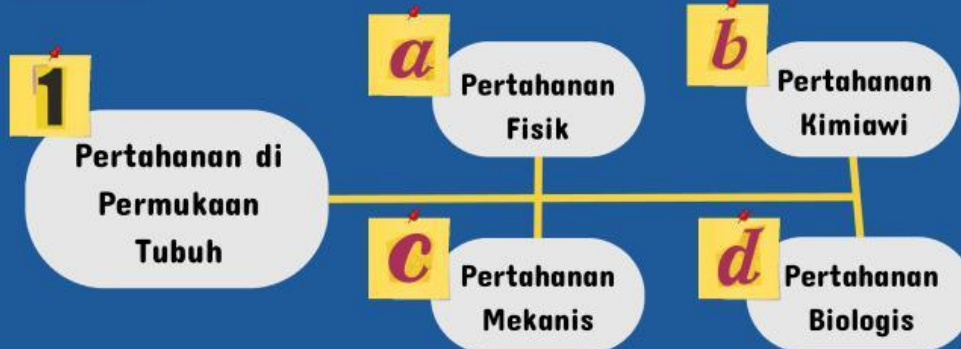 1
Pertahanan di
Permukaan
Tubuh
a
Pertahanan
Fisik
b
Pertahanan
Kimiawi
c
Pertahanan
Mekanis
d
Pertahanan
Biologis